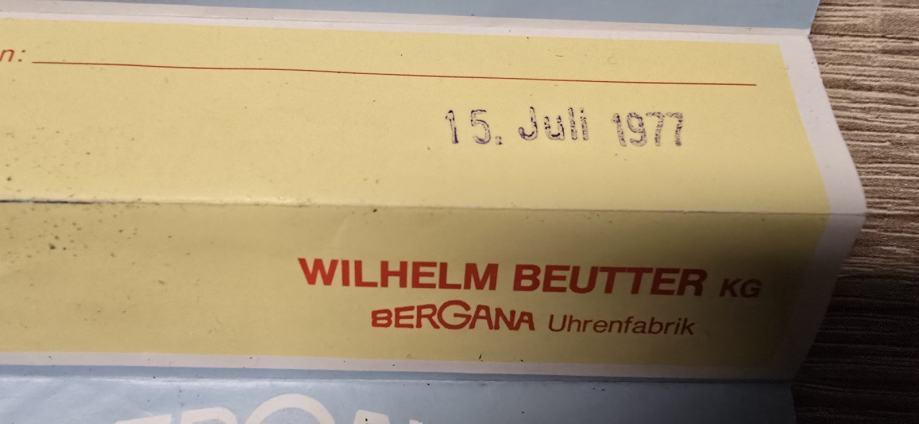 n:
15. Juli 1977
WILHELM BEUTTER KG
BERGANA Uhrenfabrik